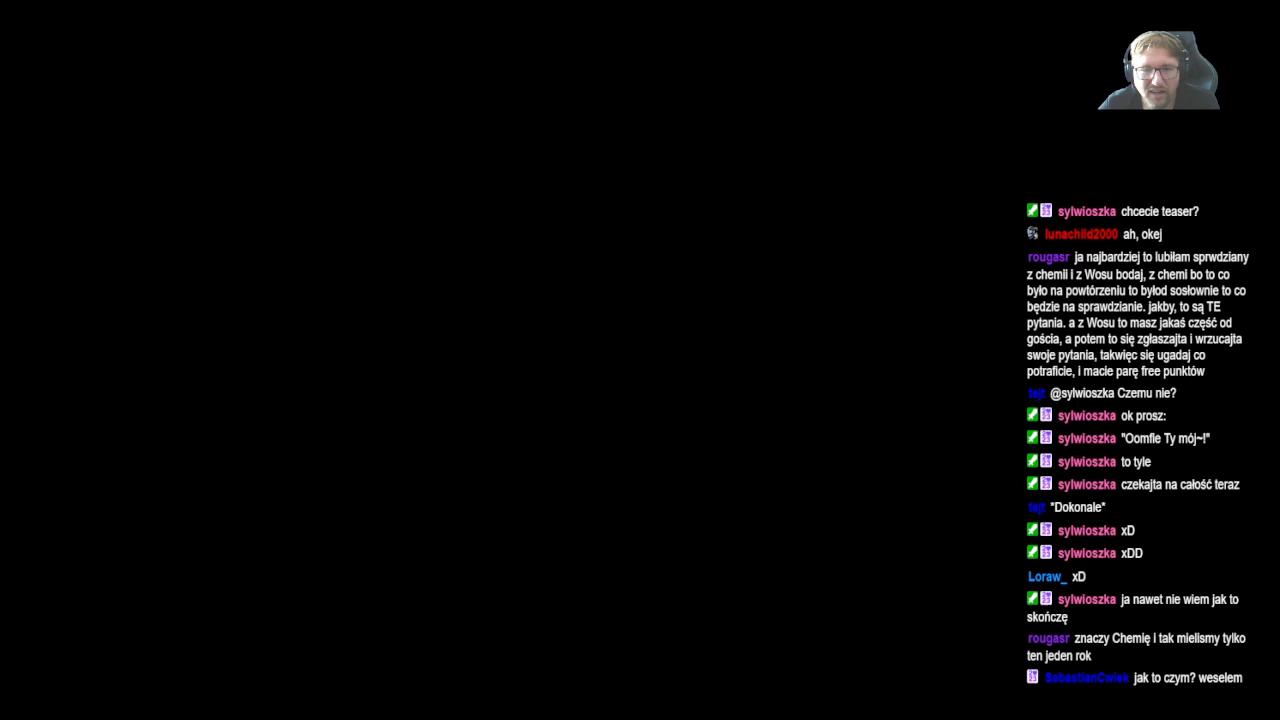 sylwioszka chcecie teaser?
lunachild2000 ah, okej
rougasr ja najbardziej to lubiłam sprwdziany
z chemii i z Wosu bodaj, z chemi bo to co
było na powtórzeniu to byłod sosłownie to co
będzie na sprawdzianie. jakby, to są TE
pytania. a z Wosu to masz jakaś część od
gościa, a potem to się zgłaszajta i wrzucajta
swoje pytania, takwięc się ugadaj co
potraficie, i macie parę free punktów
tejt @sylwioszka Czemu nie?
sylwioszka ok prosz:
sylwioszka "Oomfie Ty mój~!"
sylwioszka to tyle
sylwioszka czekajta na całość teraz
tejt *Dokonale*
sylwioszka xD
sylwioszka xDD
Loraw_ xD
sylwioszka ja nawet nie wiem jak to
skończę
rougasr znaczy Chemię i tak mielismy tylko
ten jeden rok
SebastianCwiek jak to czym? weselem